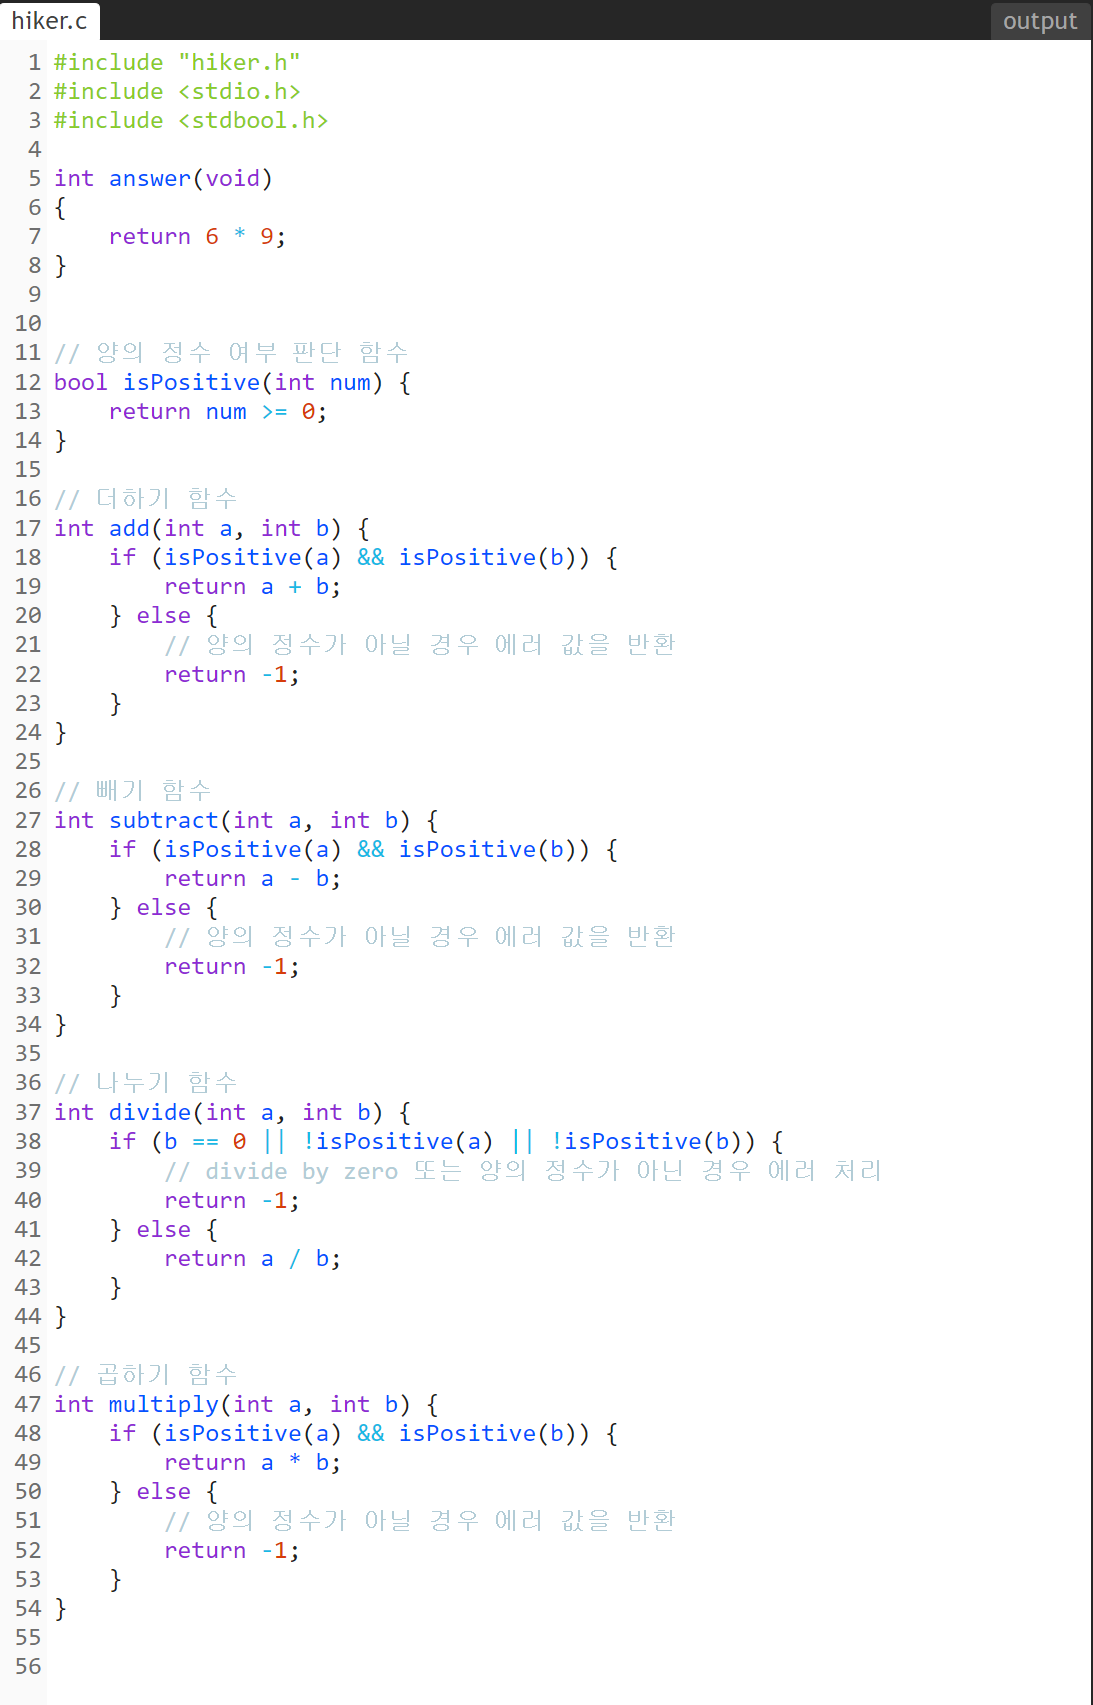 hiker.c
output
1 #include "hiker.h"
2 #include <stdio.h>
3 #include <stdbool.h>
4
5 int answer(void)
6 {
7     return 6 * 9;
8 }
9
10
11 // 양의 정수 여부 판단 함수
12 bool isPositive(int num) {
13     return num >= 0;
14 }
15
16 // 더하기 함수
17 int add(int a, int b) {
18     if (isPositive(a) && isPositive(b)) {
19         return a + b;
20     } else {
21         // 양의 정수가 아닐 경우 에러 값을 반환
22         return -1;
23     }
24 }
25
26 // 빼기 함수
27 int subtract(int a, int b) {
28     if (isPositive(a) && isPositive(b)) {
29         return a - b;
30     } else {
31         // 양의 정수가 아닐 경우 에러 값을 반환
32         return -1;
33     }
34 }
35
36 // 나누기 함수
37 int divide(int a, int b) {
38     if (b == 0 || !isPositive(a) || !isPositive(b)) {
39         // divide by zero 또는 양의 정수가 아닌 경우 에러 처리
40         return -1;
41     } else {
42         return a / b;
43     }
44 }
45
46 // 곱하기 함수
47 int multiply(int a, int b) {
48     if (isPositive(a) && isPositive(b)) {
49         return a * b;
50     } else {
51         // 양의 정수가 아닐 경우 에러 값을 반환
52         return -1;
53     }
54 }
55
56